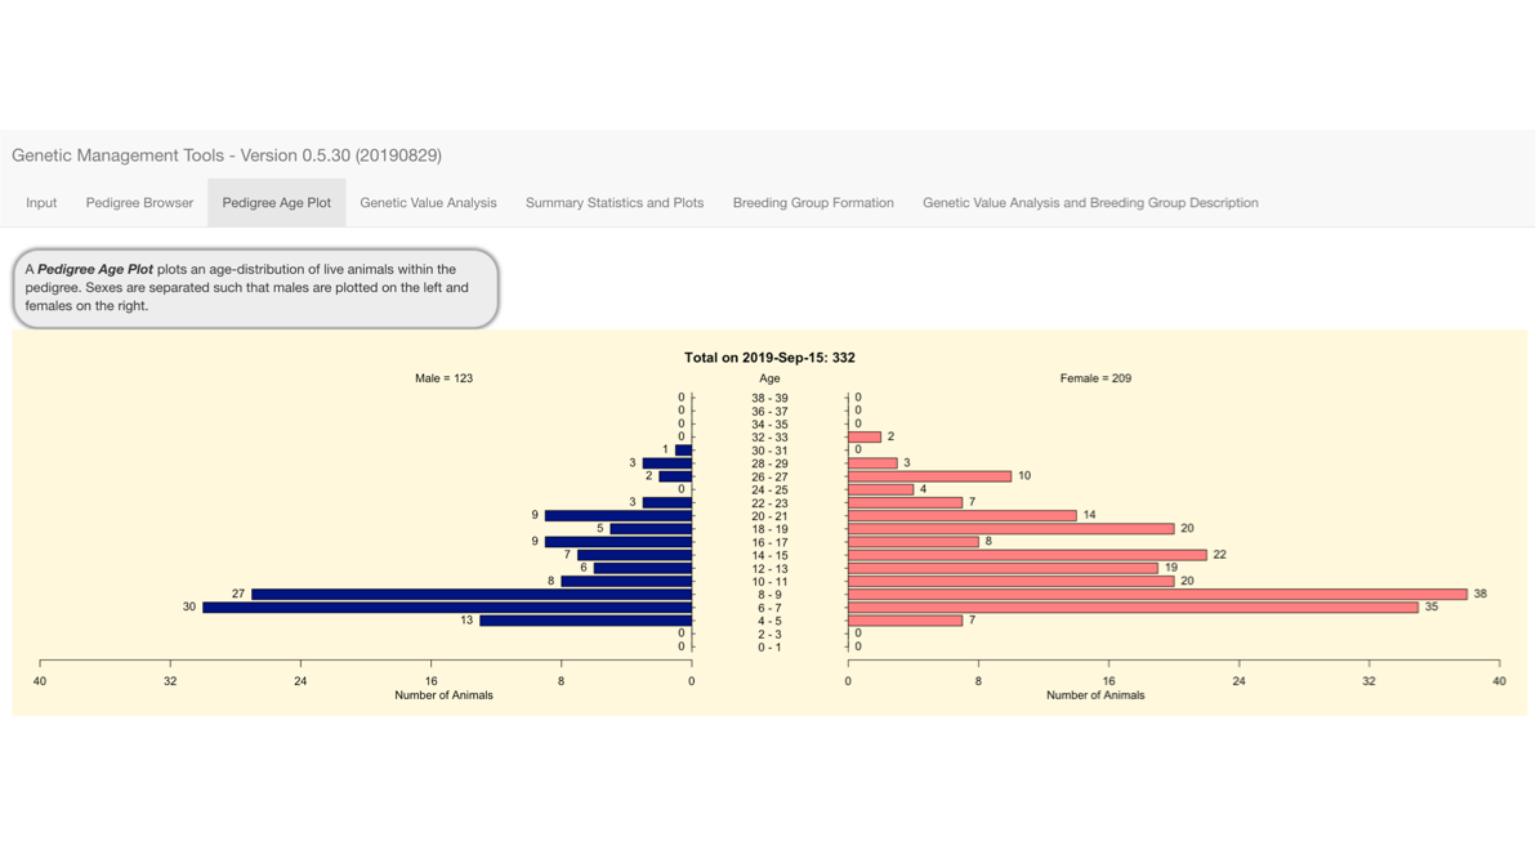 Genetic Management Tools - Version 0.5.30 (20190829)
Input Pedigree Browser Pedigree Age Plot Genetic Value Analysis Summary Statistics and Plots Breeding Group Formation Genetic Value Analysis and Breeding Group Description
A Pedigree Age Plot plots an age-distribution of live animals within the
pedigree. Sexes are separated such that males are plotted on the left and
females on the right.
Total on 2019-Sep-15: 332
Male = 123 Age Female = 209
0 38 - 39 0
0 36 - 37 0
0 34 - 35 0
0 32 - 33 2
1 30 - 31 0
3 28 - 29 3
2 26 - 27 10
0 24 - 25 4
3 22 - 23 7
9 20 - 21 14
5 18 - 19 20
9 16 - 17 8
7 14 - 15 22
6 12 - 13 19
8 10 - 11 20
27 8 - 9 38
30 6 - 7 35
13 4 - 5 7
0 2 - 3 0
0 0 - 1 0
40 32 24 16 8 0 0 8 16 24 32 40
Number of Animals Number of Animals